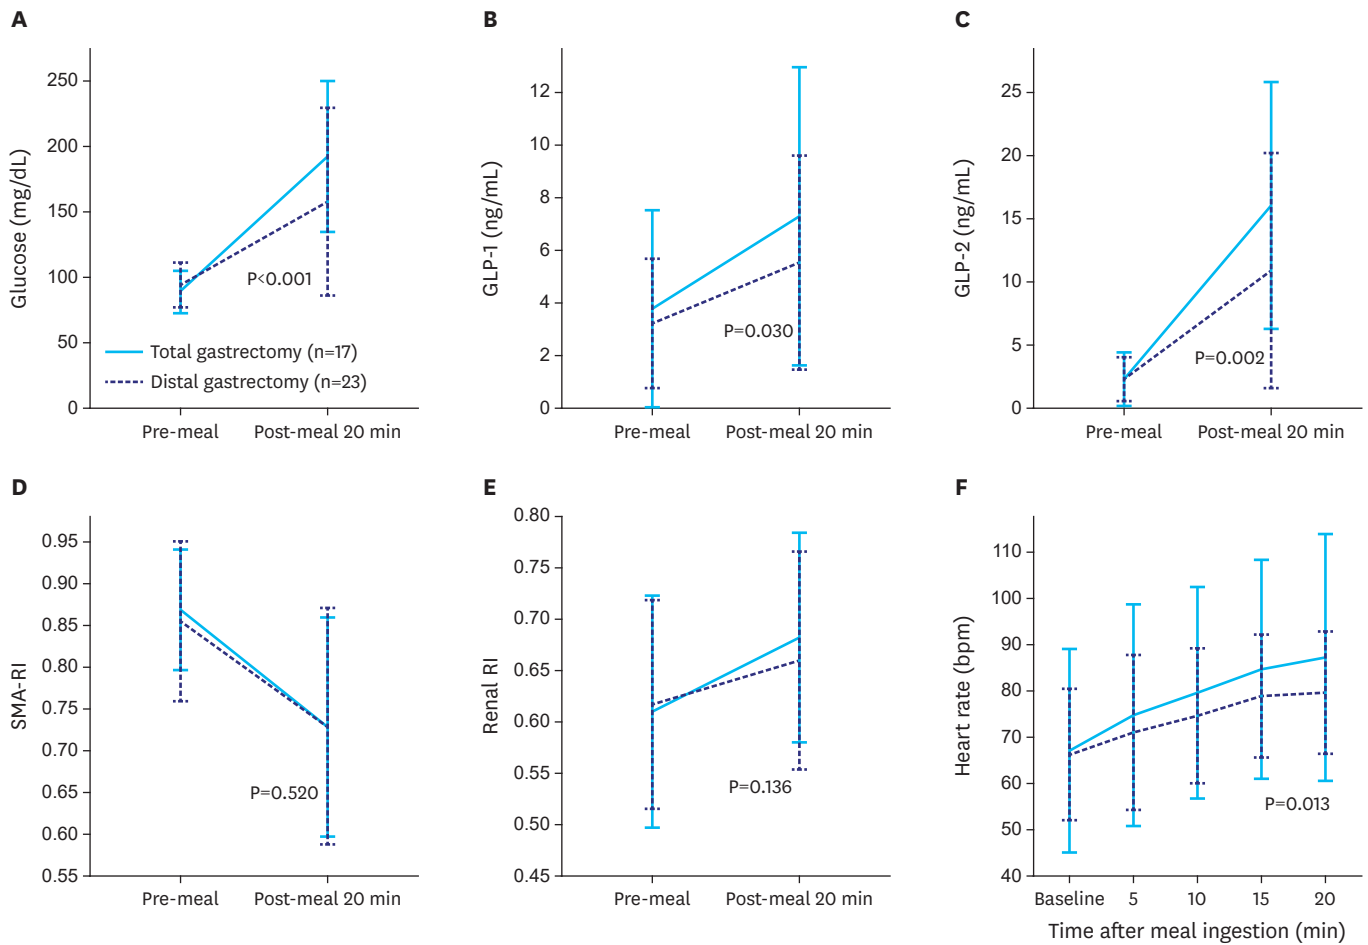 A
Glucose (mg/dL)
250
200
150
100
50
0
P<0.001
Total gastrectomy (n=17)
Distal gastrectomy (n=23)
Pre-meal
Post-meal 20 min
B
GLP-1 (ng/mL)
12
10
8
6
4
2
0
P=0.030
Pre-meal
Post-meal 20 min
C
GLP-2 (ng/mL)
25
20
15
10
5
0
P=0.002
Pre-meal
Post-meal 20 min
D
SMA-RI
0.95
0.90
0.85
0.80
0.75
0.70
0.65
0.60
0.55
P=0.520
Pre-meal
Post-meal 20 min
E
Renal RI
0.80
0.75
0.70
0.65
0.60
0.55
0.50
0.45
P=0.136
Pre-meal
Post-meal 20 min
F
Heart rate (bpm)
110
100
90
80
70
60
50
40
P=0.013
Baseline
5
10
15
20
Time after meal ingestion (min)